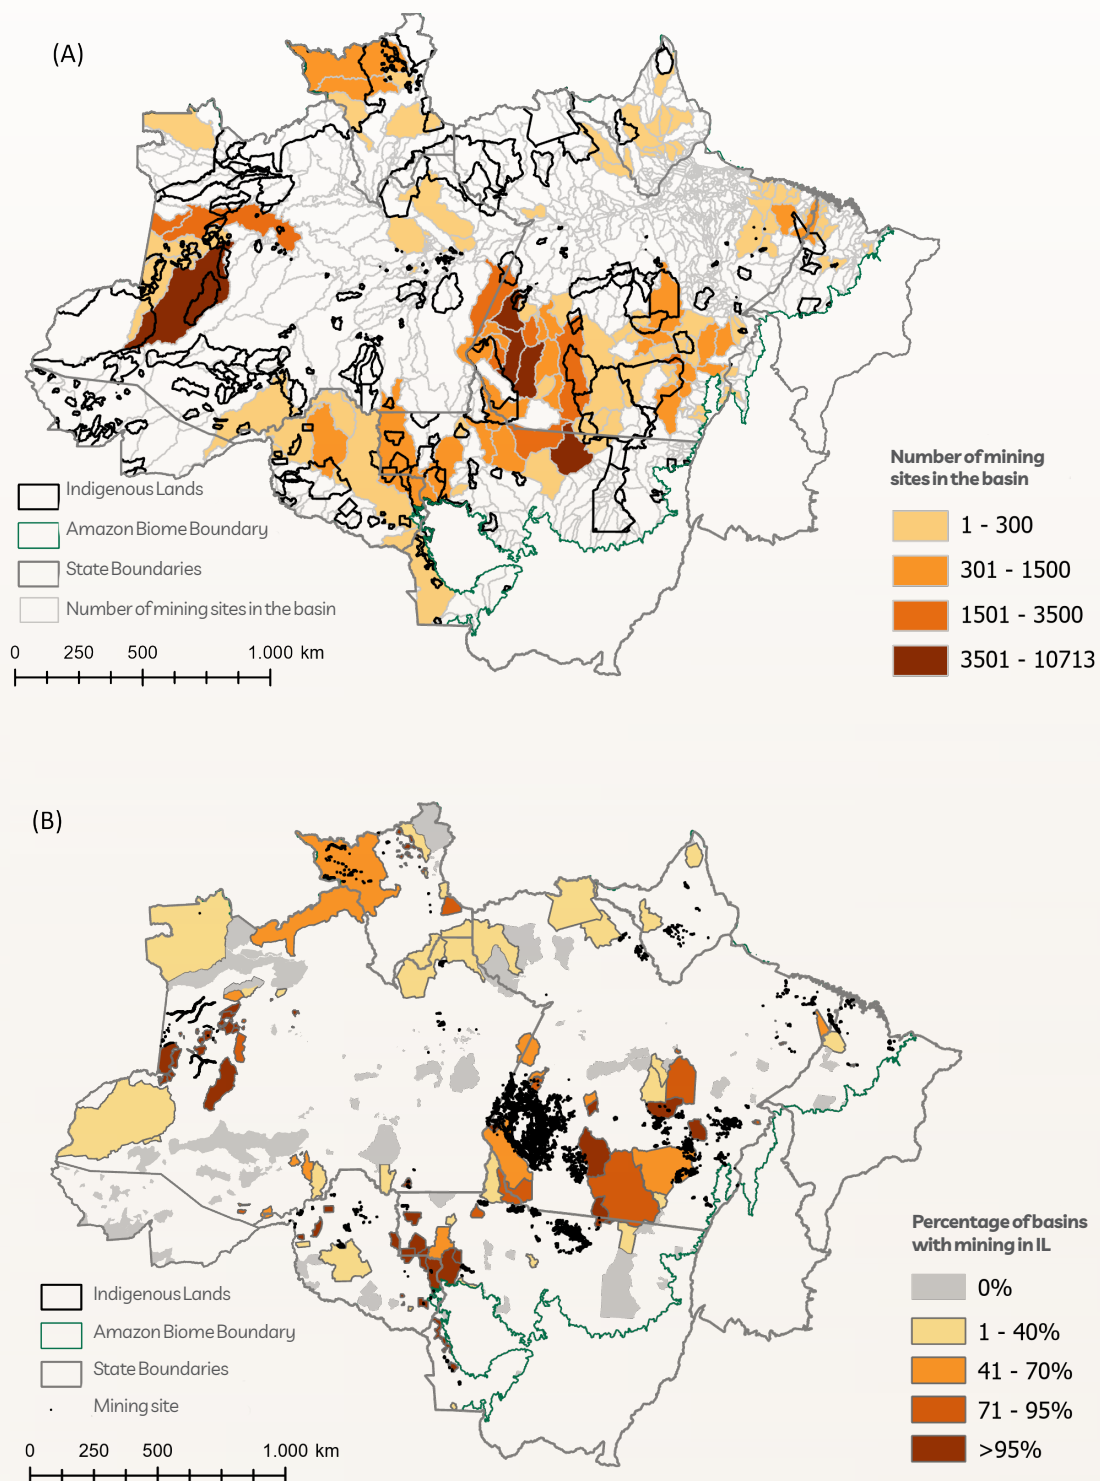 (A)
Indigenous Lands
Amazon Biome Boundary
State Boundaries
Number of mining sites in the basin
0 250 500 1.000 km
Number of mining
sites in the basin
1 - 300
301 - 1500
1501 - 3500
3501 - 10713
(B)
Indigenous Lands
Amazon Biome Boundary
State Boundaries
Mining site
0 250 500 1.000 km
Percentage of basins
with mining in IL
0%
1 - 40%
41 - 70%
71 - 95%
>95%